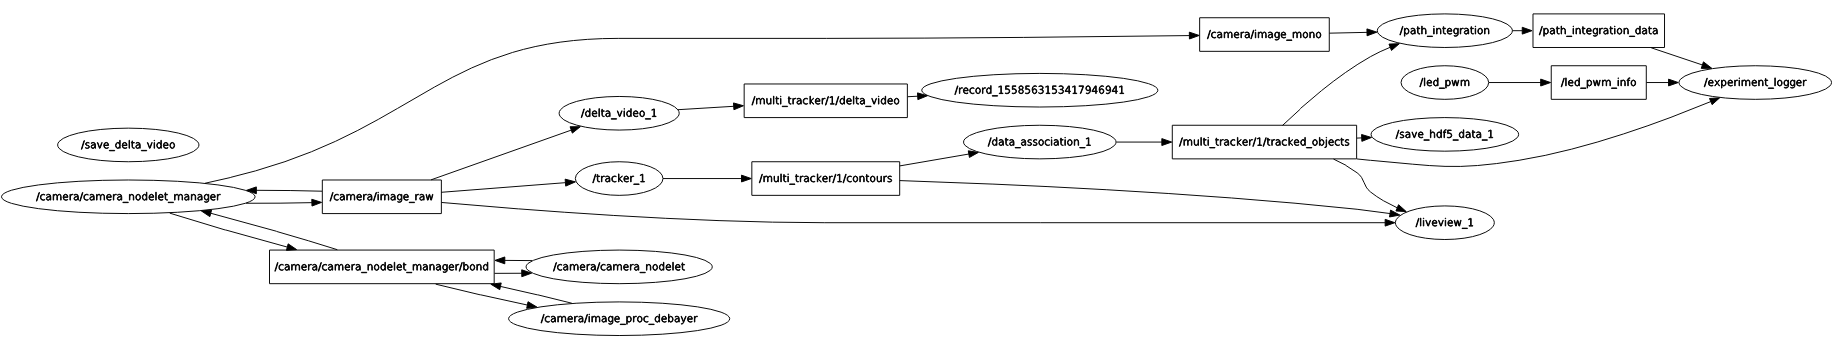 /camera/image_mono
/path_integration
/path_integration_data
/led_pwm
/led_pwm_info
/experiment_logger
/multi_tracker/1/delta_video
/record_1558563153417946941
/delta_video_1
/save_delta_video
/data_association_1
/multi_tracker/1/tracked_objects
/save_hdf5_data_1
/tracker_1
/multi_tracker/1/contours
/camera/camera_nodelet_manager
/camera/image_raw
/liveview_1
/camera/camera_nodelet_manager/bond
/camera/camera_nodelet
/camera/image_proc_debayer